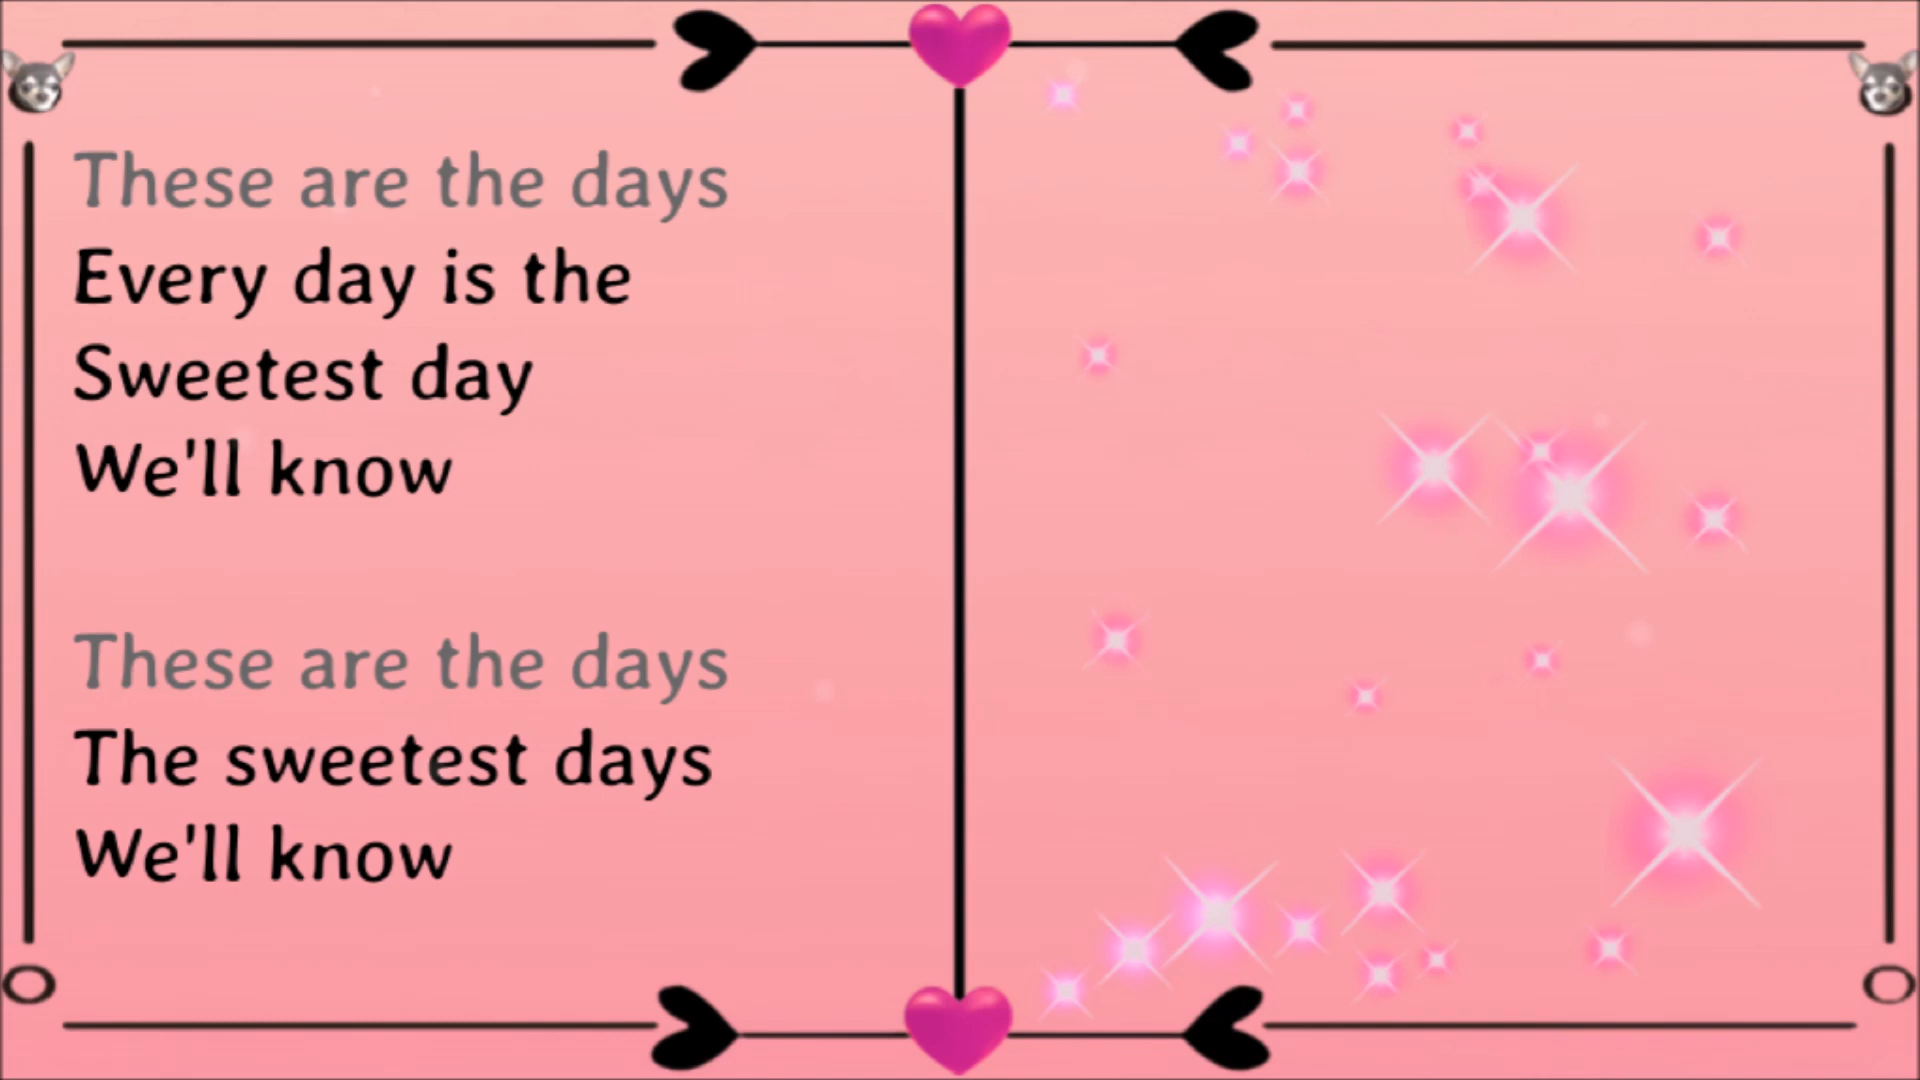 These are the days
Every day is the
Sweetest day
We'll know
These are the days
The sweetest days
We'll know